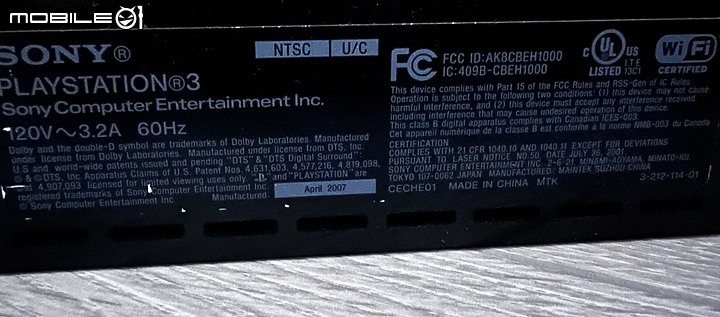 MOBILE01
SONY®
NTSC U/C
PLAYSTATION®3
Sony Computer Entertainment Inc.
120V～3.2A 60Hz
Dolby and the double-D symbol are trademarks of Dolby Laboratories. Manufactured
under license from Dolby Laboratories. Manufactured under license from DTS, Inc.
U.S and world-wide patents issued and pending "DTS" & "DTS Digital Surround":
® & © DTS, Inc. Apparatus Claims of U.S. Patent Nos. 4,631,603, 4,577,216, 4,819,098,
and 4,907,093 licensed for limited viewing uses only. "PLAYSTATION" are
registered trademarks of Sony Computer Entertainment Inc
© Sony Computer Entertainment Inc Manufactured April 2007
FC
FCC ID:AK8CBEH1000
IC:409B-CBEH1000
c UL US
LISTED I.T.E 13C1
Wi Fi
CERTIFIED
This device complies with Part 15 of the FCC Rules and RSS-Gen of IC Rules.
Operation is subject to the following two conditions: (1) this device may not cause
harmful interference, and (2) this device must accept any interference received
including interference that may cause undesired operation.
This class B digital apparatus complies with Canadian ICES-003.
Cet appareil numérique de la classe B est conforme à la norme NMB-003 du Canada.
CERTIFICATION
COMPLIES WITH 21 CFR 1040.10 AND 1040.11 EXCEPT FOR DEVIATIONS
PURSUANT TO LASER NOTICE NO.50, DATE JULY 26, 2001.
SONY COMPUTER ENTERTAINMENT INC. 2-6-21, MINAMI-AOYAMA, MINATO-KU,
TOKYO 107-0062 JAPAN MANUFACTURED: MAINTEK SUZHOU CHINA
CECHE01 MADE IN CHINA MTK
3-212-114-01